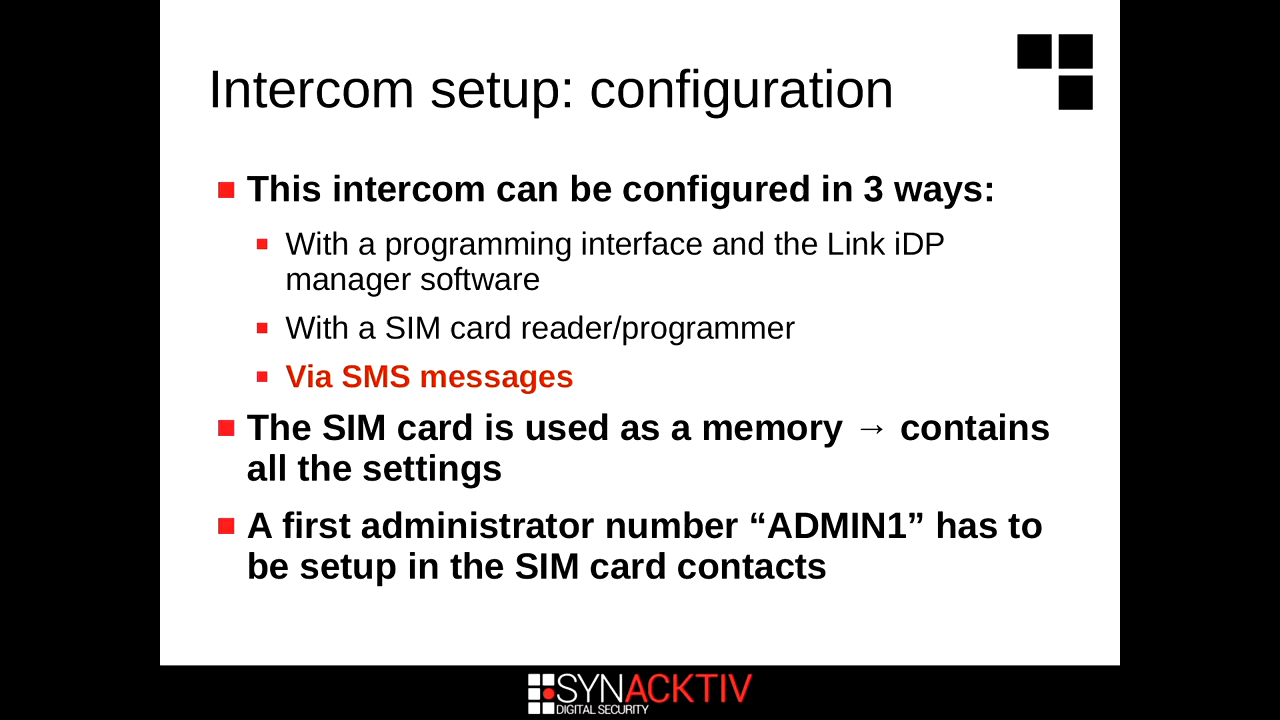 Intercom setup: configuration
This intercom can be configured in 3 ways:
With a programming interface and the Link iDP
manager software
With a SIM card reader/programmer
Via SMS messages
The SIM card is used as a memory → contains
all the settings
A first administrator number “ADMIN1” has to
be setup in the SIM card contacts
SYNACKTIV
DIGITAL SECURITY